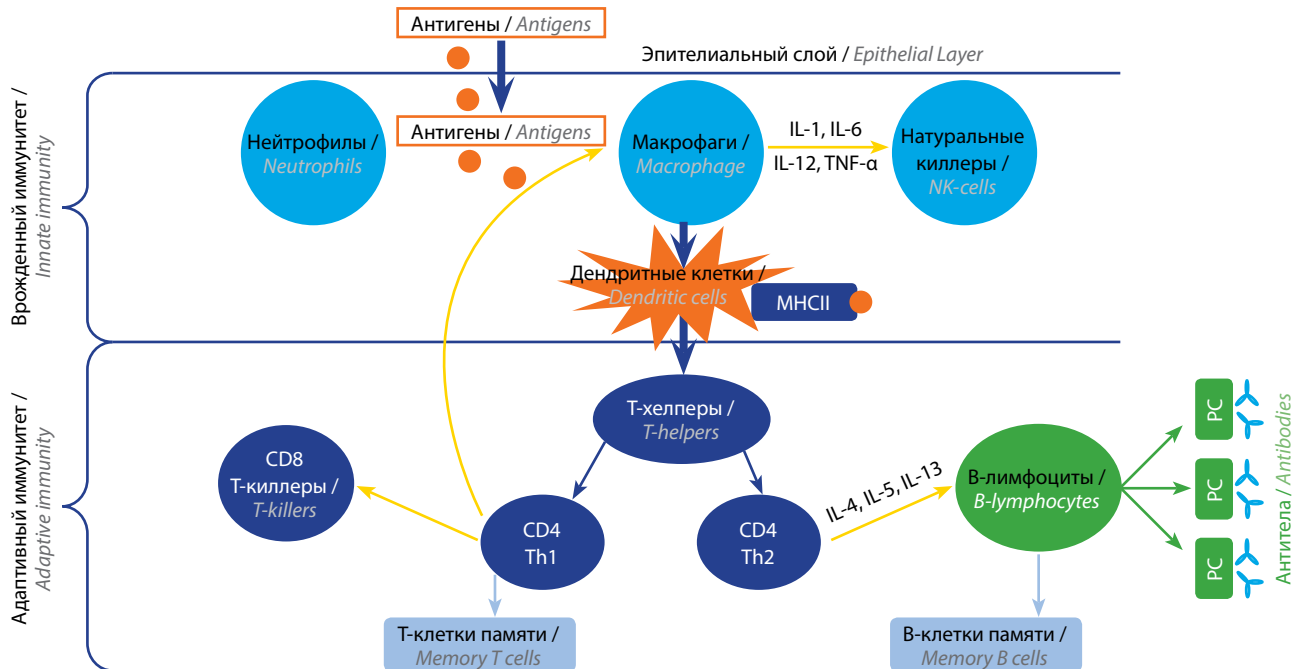 Антигены / Antigens
Эпителиальный слой / Epithelial Layer
Врожденный иммунитет /
Innate immunity
Нейтрофилы /
Neutrophils
Антигены / Antigens
Макрофаги /
Macrophage
IL-1, IL-6
IL-12, TNF-α
Натуральные
киллеры /
NK-cells
Дендритные клетки /
Dendritic cells
MHCII
Адаптивный иммунитет /
Adaptive immunity
Т-хелперы /
T-helpers
CD8
Т-киллеры /
T-killers
CD4
Th1
CD4
Th2
IL-4, IL-5, IL-13
В-лимфоциты /
B-lymphocytes
PC
PC
PC
Антитела / Antibodies
Т-клетки памяти /
Memory T cells
В-клетки памяти /
Memory B cells